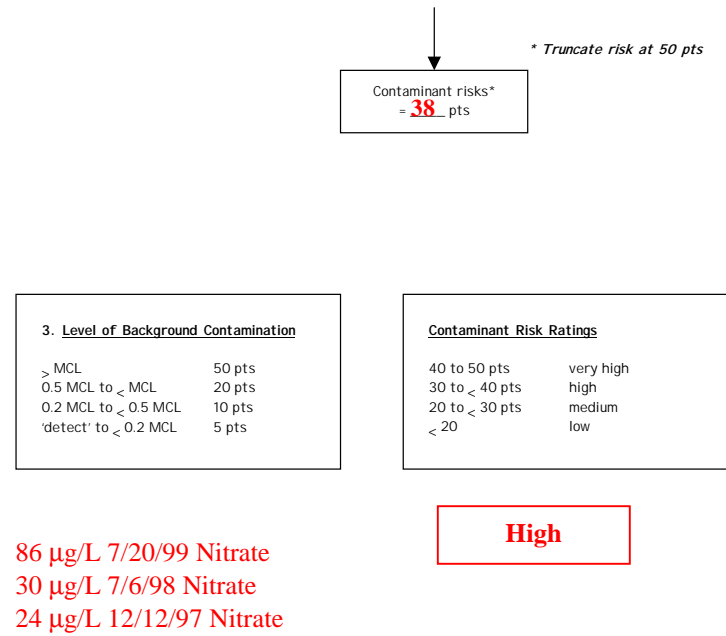 * Truncate risk at 50 pts
Contaminant risks*
= 38 pts
3. Level of Background Contamination
> MCL 50 pts
0.5 MCL to < MCL 20 pts
0.2 MCL to < 0.5 MCL 10 pts
'detect' to < 0.2 MCL 5 pts
Contaminant Risk Ratings
40 to 50 pts very high
30 to < 40 pts high
20 to < 30 pts medium
< 20 low
High
86 µg/L 7/20/99 Nitrate
30 µg/L 7/6/98 Nitrate
24 µg/L 12/12/97 Nitrate